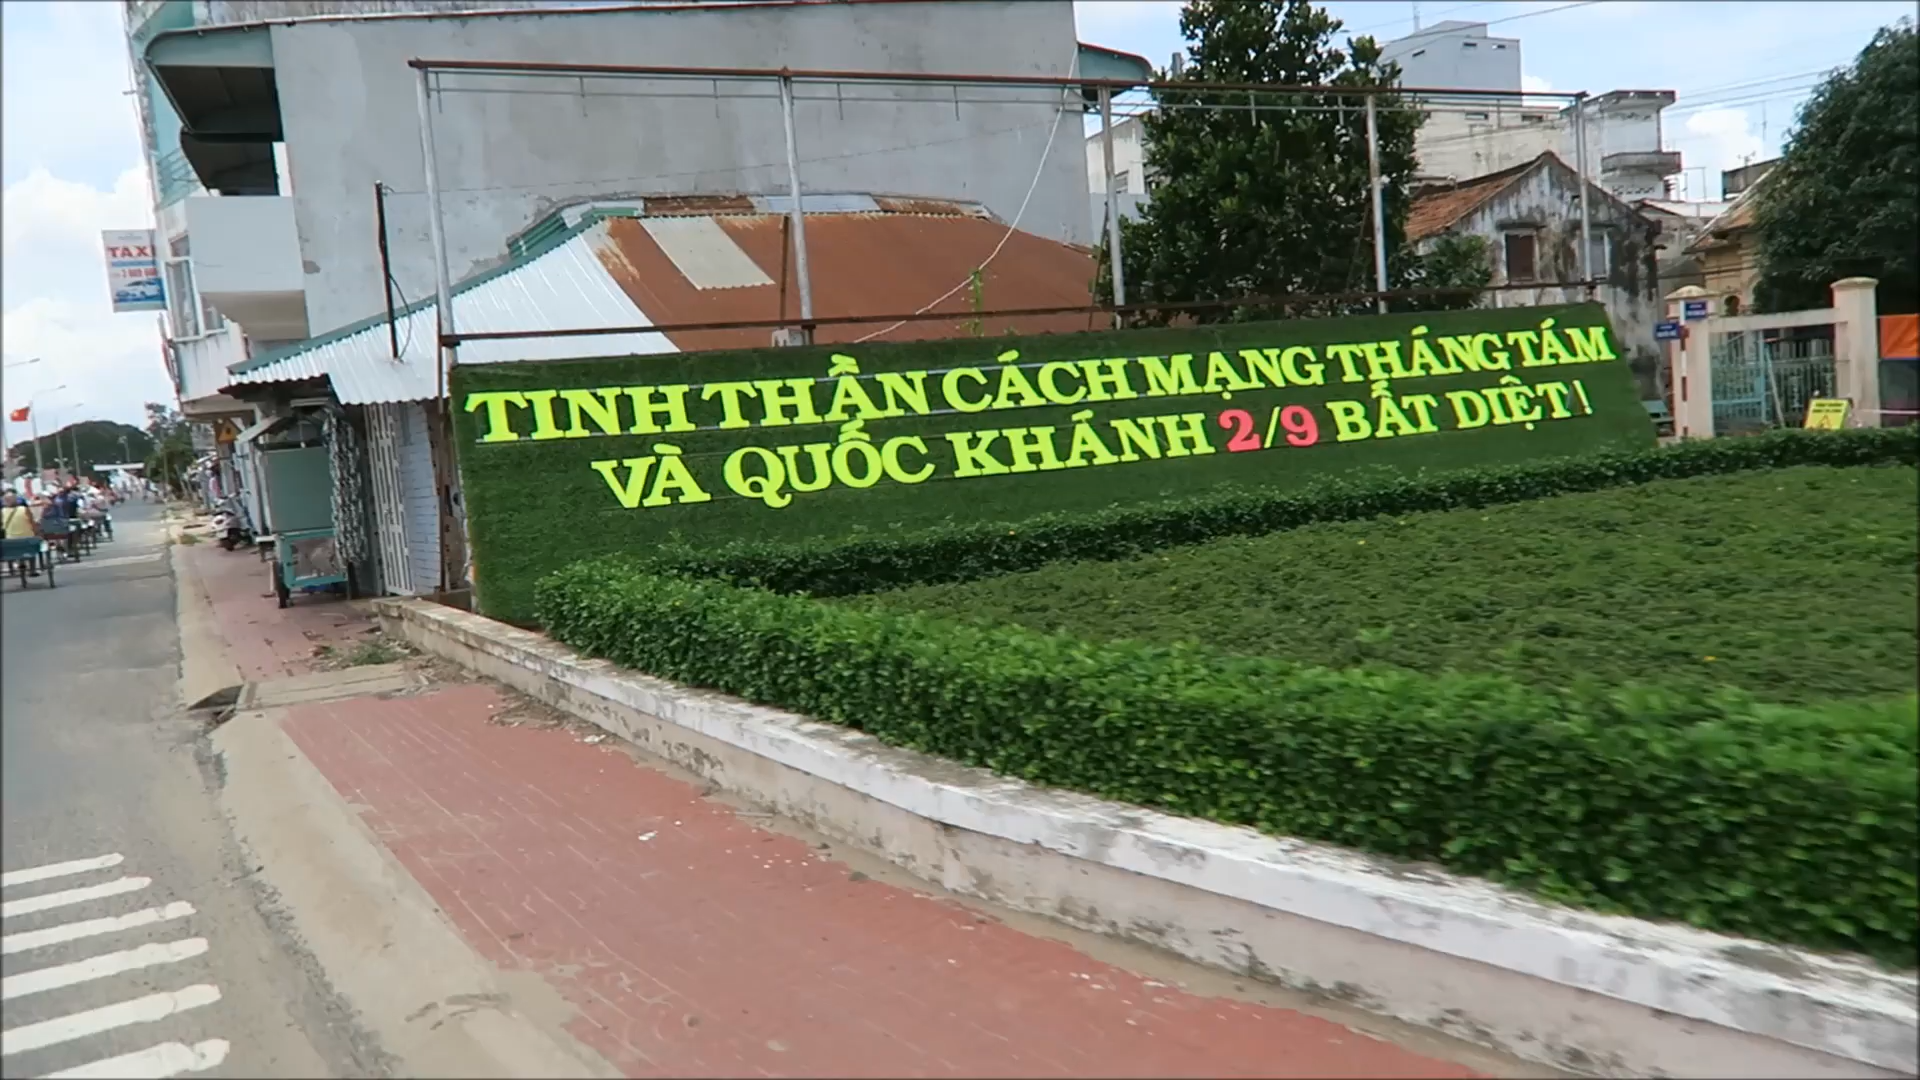 TAXI
TINH THẦN CÁCH MẠNG THÁNG TÁM
VÀ QUỐC KHÁNH 2/9 BẤT DIỆT !